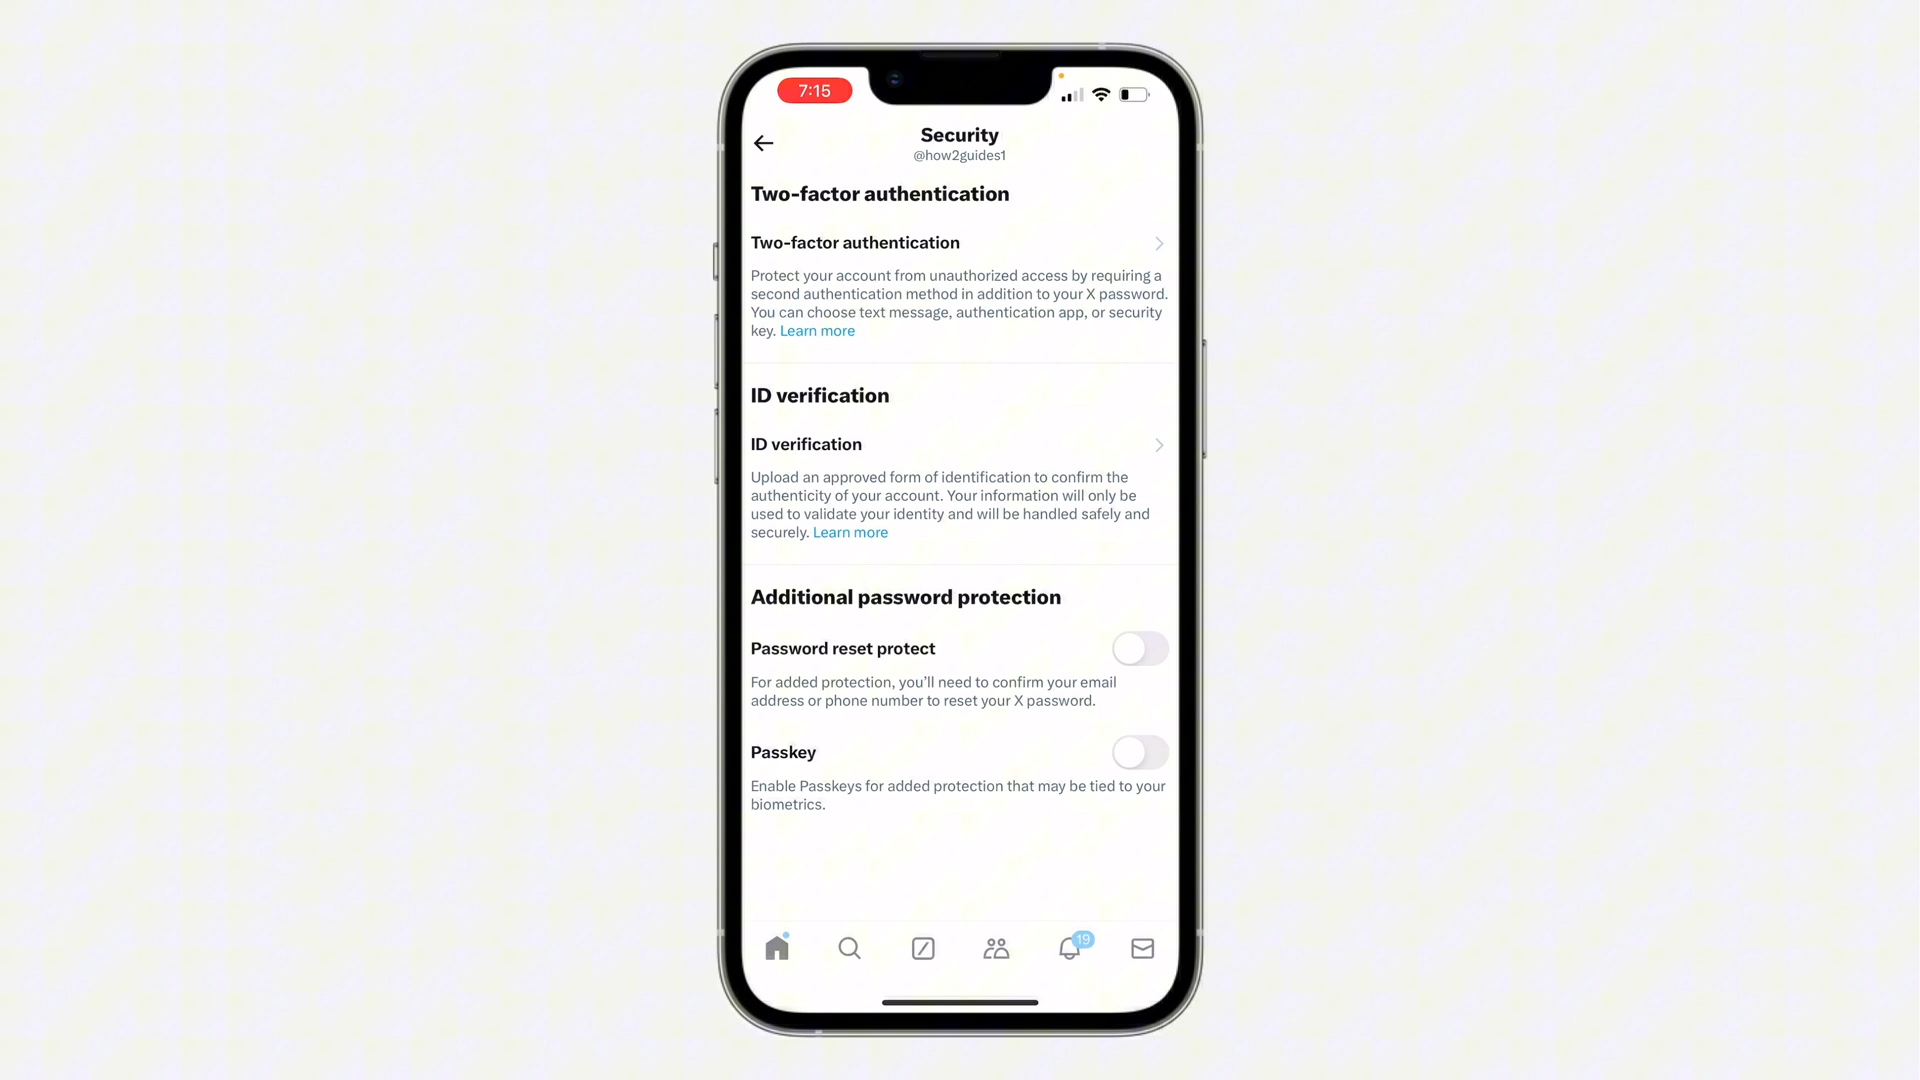 7:15
Security
@how2guides1
Two-factor authentication
Two-factor authentication
Protect your account from unauthorized access by requiring a
second authentication method in addition to your X password.
You can choose text message, authentication app, or security
key. Learn more
ID verification
ID verification
Upload an approved form of identification to confirm the
authenticity of your account. Your information will only be
used to validate your identity and will be handled safely and
securely. Learn more
Additional password protection
Password reset protect
For added protection, you’ll need to confirm your email
address or phone number to reset your X password.
Passkey
Enable Passkeys for added protection that may be tied to your
biometrics.
19